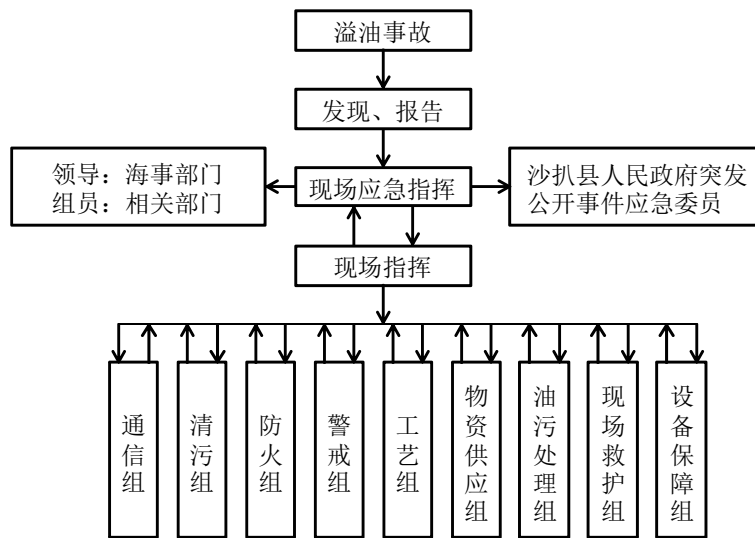 溢油事故
发现、报告
领导：海事部门
组员：相关部门
现场应急指挥
沙扒县人民政府突发
公开事件应急委员
现场指挥
通信组
清污组
防火组
警戒组
工艺组
物资供应组
油污处理组
现场救护组
设备保障组